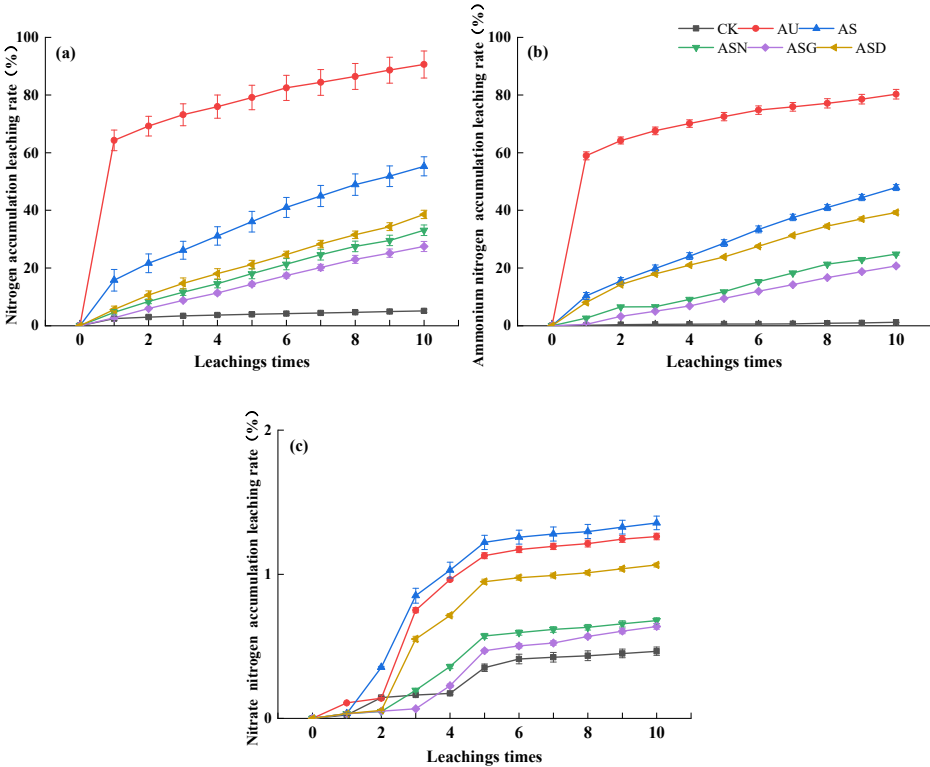 CK AU AS
ASN ASG ASD
(a)
Nitrogen accumulation leaching rate（%）
100
80
60
40
20
0
0 2 4 6 8 10
Leachings times
(b)
Ammonium nitrogen accumulation leaching rate（%）
100
80
60
40
20
0
0 2 4 6 8 10
Leachings times
(c)
Nitrate nitrogen accumulation leaching rate（%）
2
1
0
0 2 4 6 8 10
Leachings times